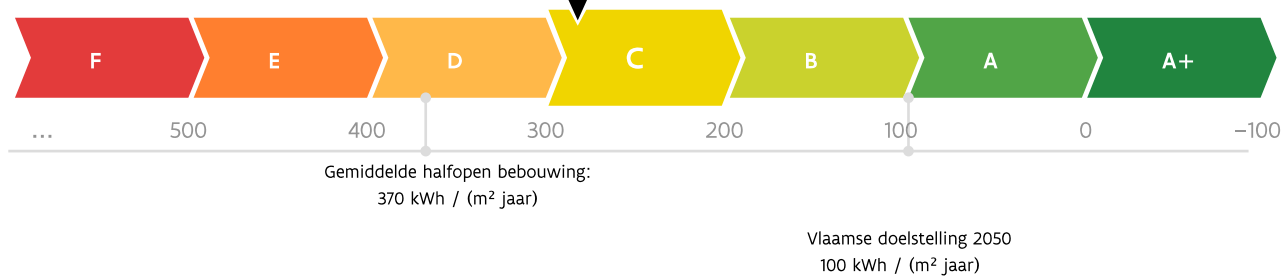 F E D C B A A+
... 500 400 300 200 100 0 –100
Gemiddelde halfopen bebouwing:
370 kWh / (m² jaar)
Vlaamse doelstelling 2050
100 kWh / (m² jaar)